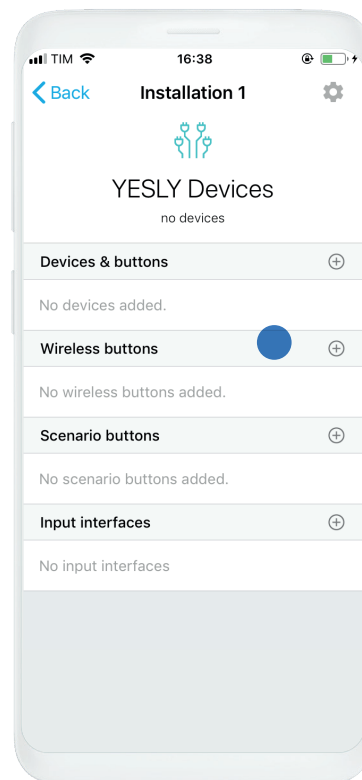 TIM 16:38
Back Installation 1
YESLY Devices
no devices
Devices & buttons
No devices added.
Wireless buttons
No wireless buttons added.
Scenario buttons
No scenario buttons added.
Input interfaces
No input interfaces